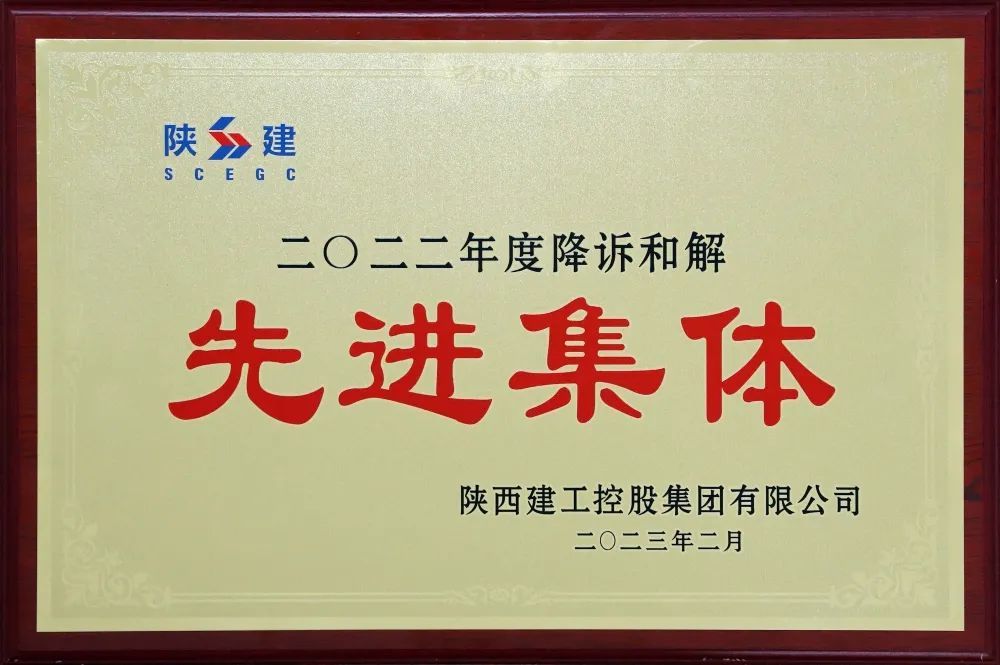 陕建
SCEGC
二〇二二年度降诉和解
先进集体
陕西建工控股集团有限公司
二〇二三年二月